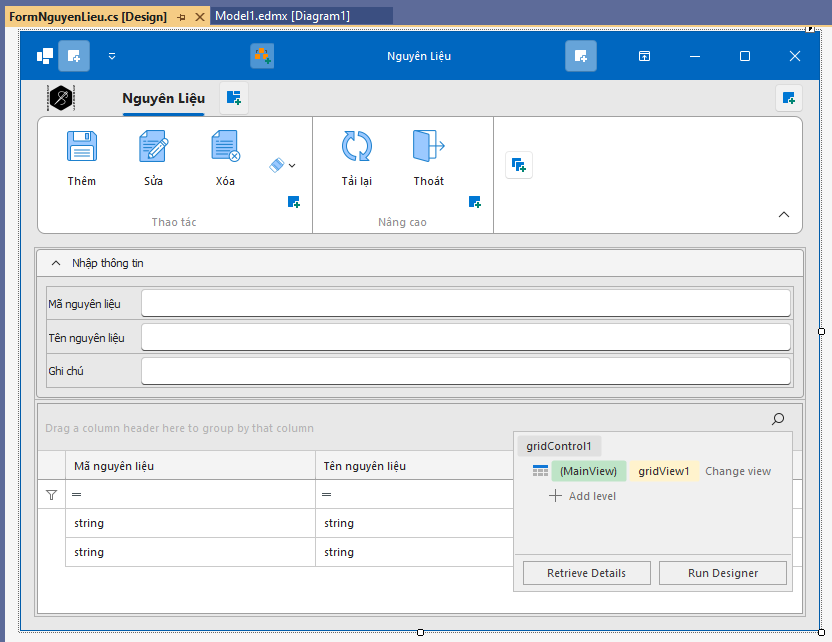 FormNguyenLieu.cs [Design]
Model1.edmx [Diagram1]
Nguyên Liệu
Nguyên Liệu
Thêm
Sửa
Xóa
Tải lại
Thoát
Thao tác
Nâng cao
Nhập thông tin
Mã nguyên liệu
Tên nguyên liệu
Ghi chú
Drag a column header here to group by that column
gridControl1
Mã nguyên liệu
Tên nguyên liệu
(MainView)
gridView1
Change view
=
=
Add level
string
string
string
string
Retrieve Details
Run Designer